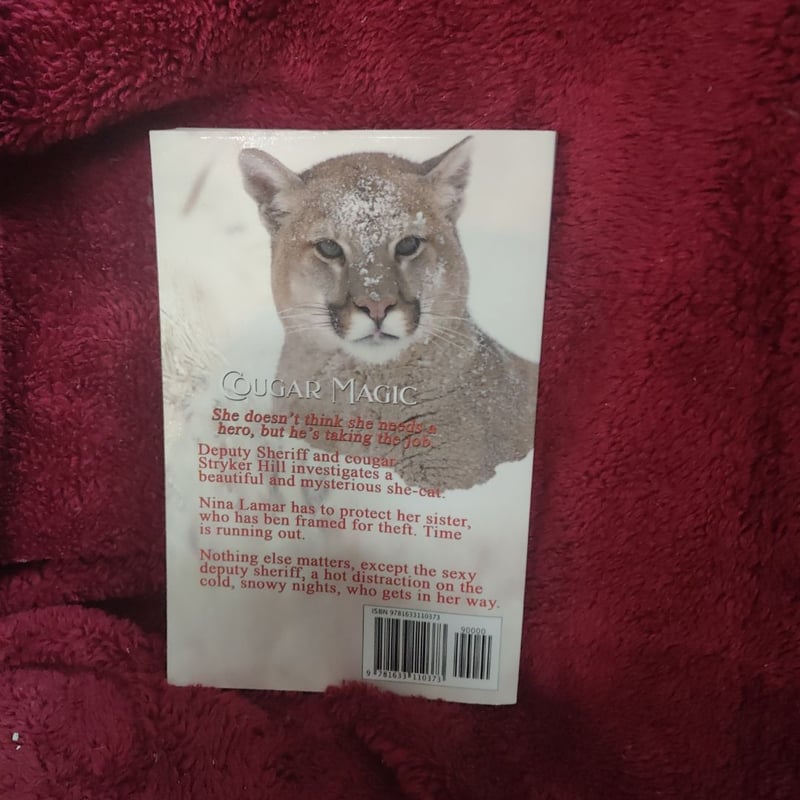 COUGAR MAGIC
She doesn't think she needs a
hero, but he's taking the job.
Deputy Sheriff and cougar
Stryker Hill investigates a
beautiful and mysterious she-cat.
Nina Lamar has to protect her sister,
who has ben framed for theft. Time
is running out.
Nothing else matters, except the sexy
deputy sheriff, a hot distraction on the
cold, snowy nights, who gets in her way.
ISBN 9781633110373
90000
9 781633 110373